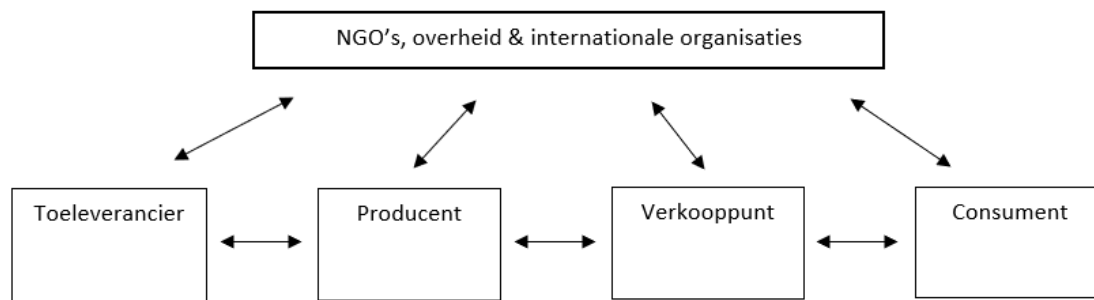 NGO's, overheid & internationale organisaties
Toeleverancier
Producent
Verkooppunt
Consument